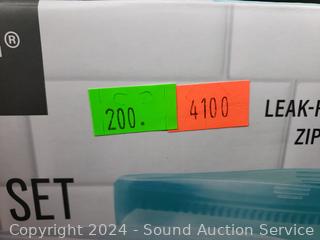 ®
200. 4100
LEAK-
ZIP
SET
Copyright 2024 - Sound Auction Service